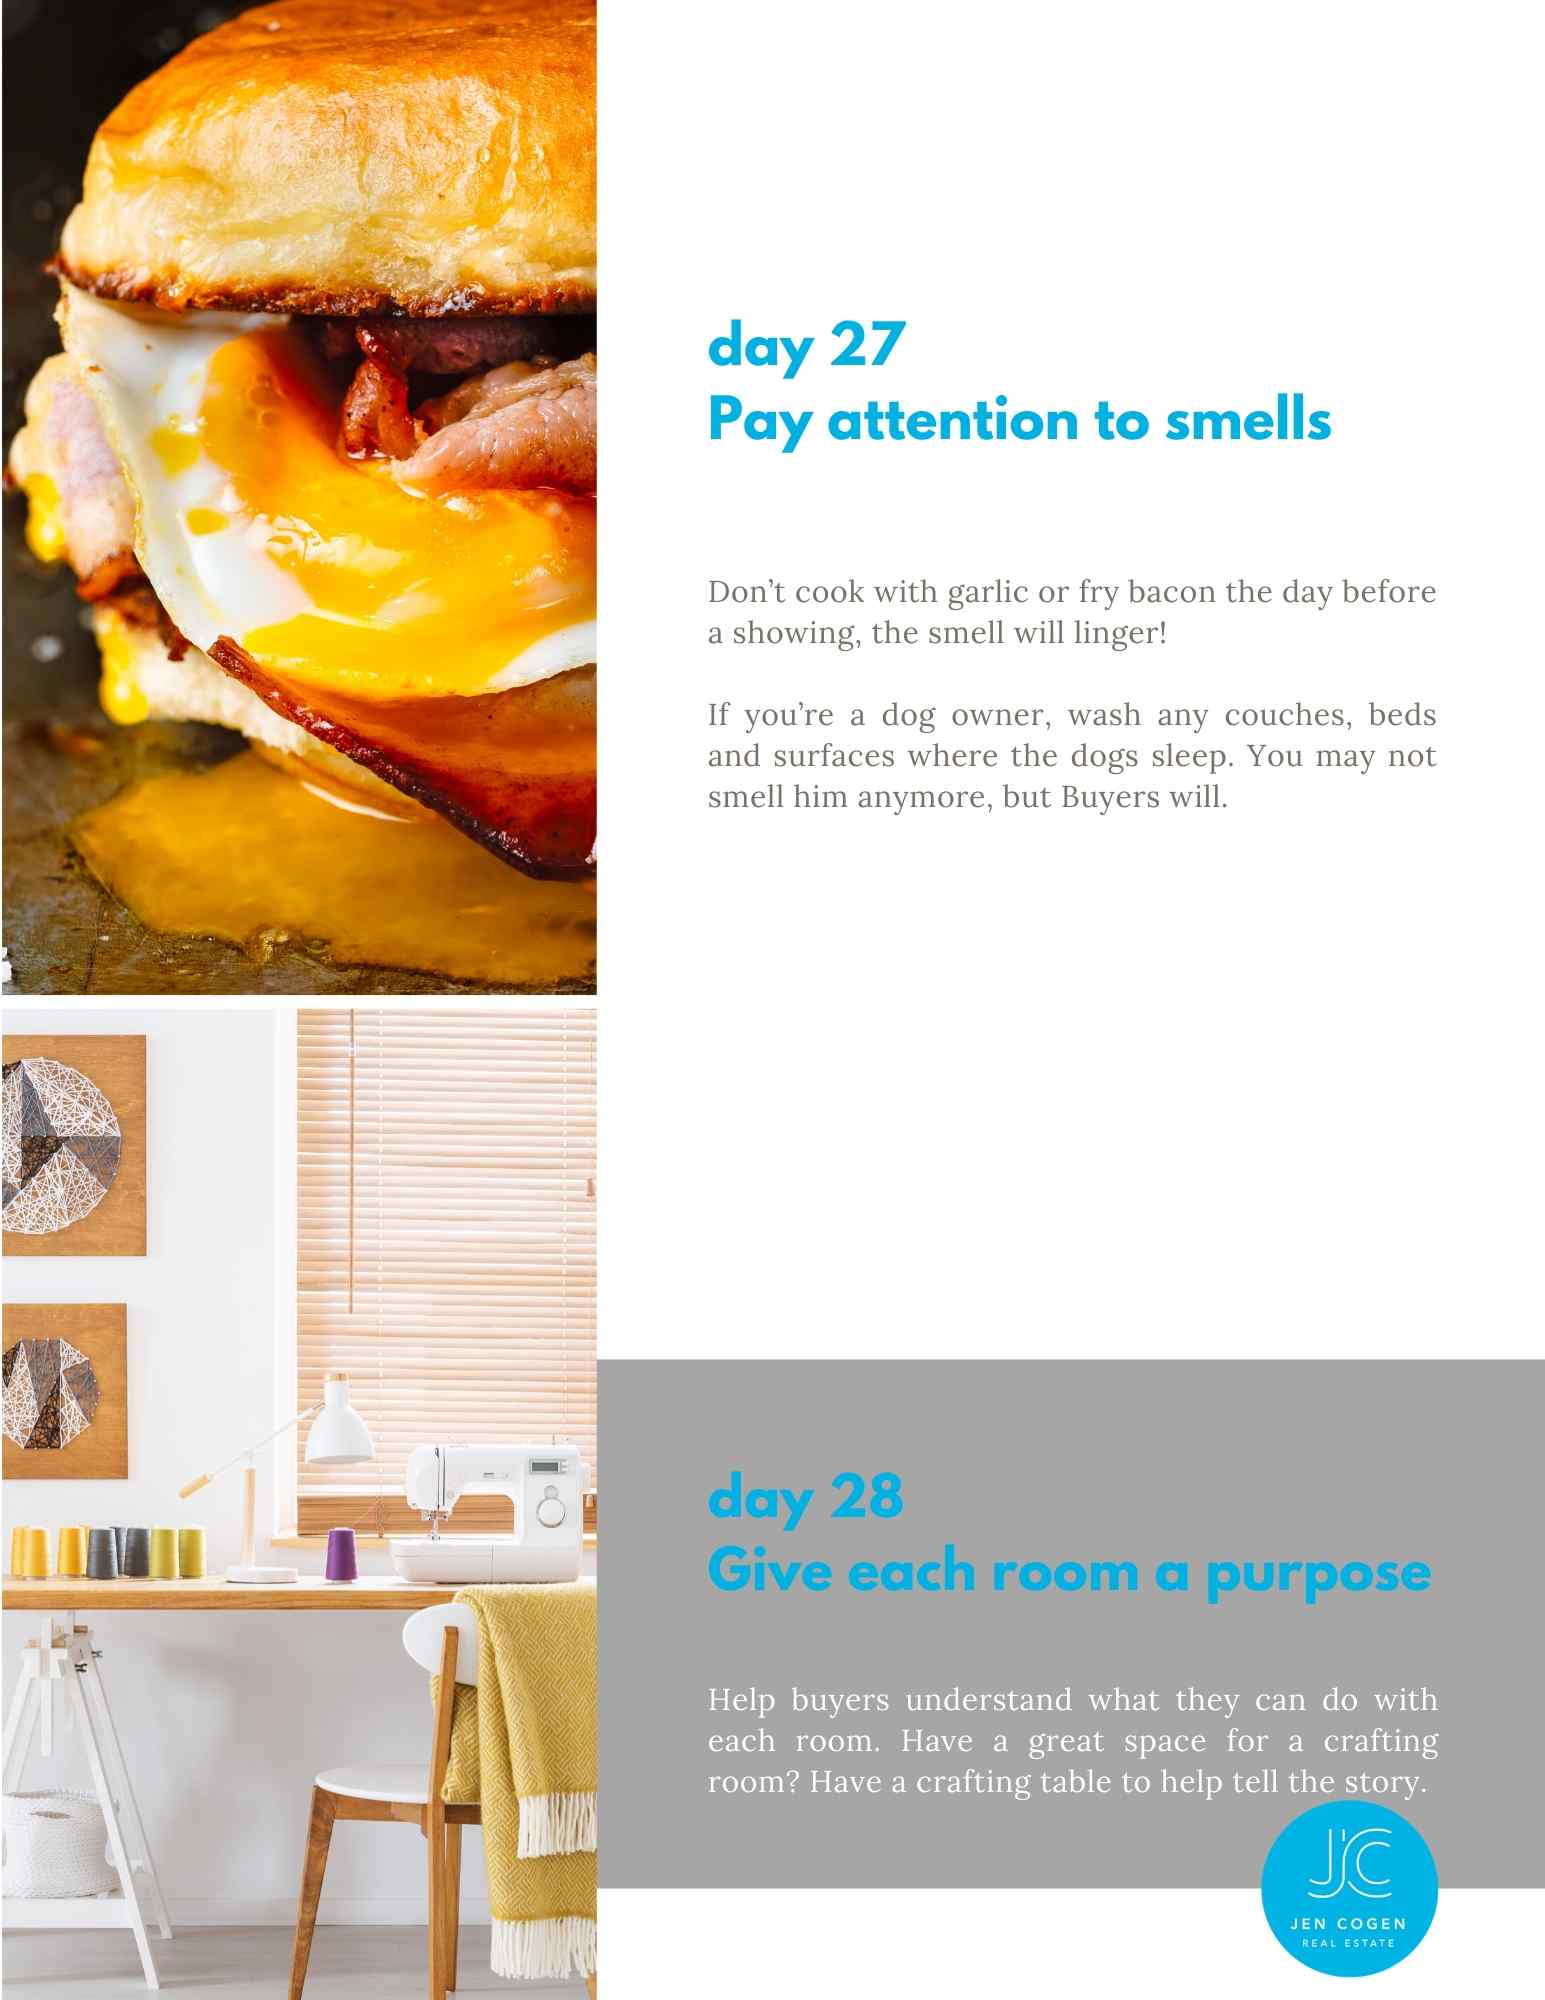 day 27
Pay attention to smells
Don’t cook with garlic or fry bacon the day before
a showing, the smell will linger!
If you’re a dog owner, wash any couches, beds
and surfaces where the dogs sleep. You may not
smell him anymore, but Buyers will.
day 28
Give each room a purpose
Help buyers understand what they can do with
each room. Have a great space for a crafting
room? Have a crafting table to help tell the story.
JC
JEN COGEN
REAL ESTATE